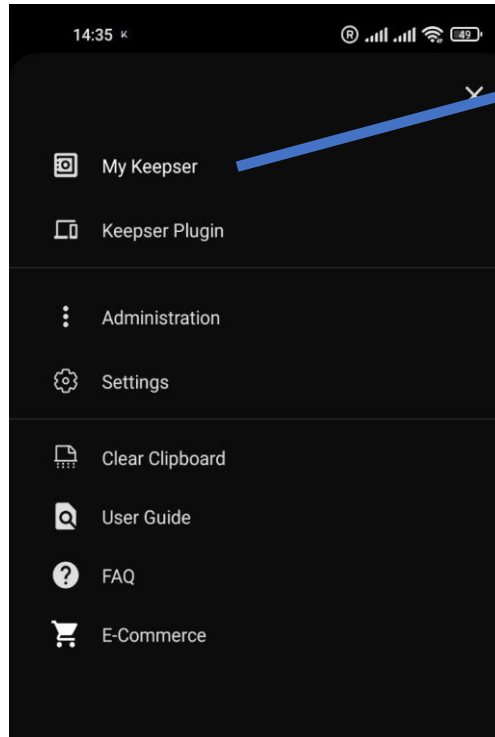 14:35 K
R 49
My Keepser
Keepser Plugin
Administration
Settings
Clear Clipboard
User Guide
FAQ
E-Commerce